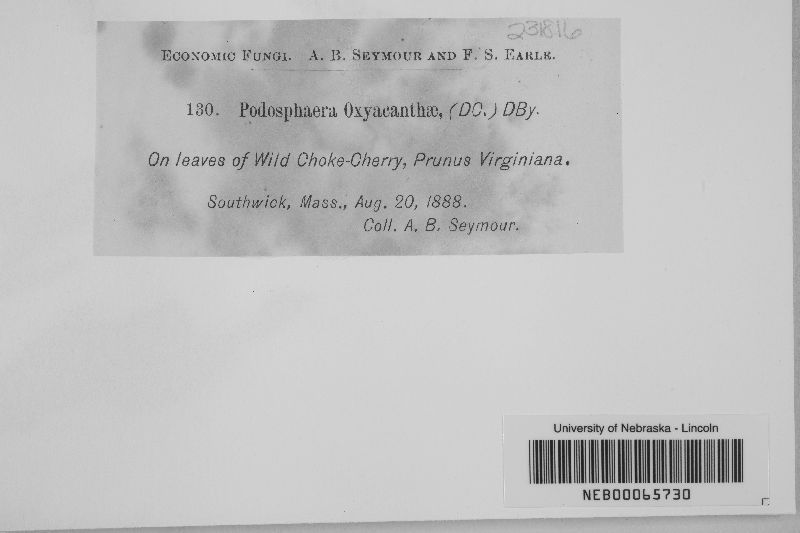 231816
Economic Fungi. A. B. Seymour and F. S. Earle.
130. Podosphaera Oxyacanthæ, (DC.) DBy.
On leaves of Wild Choke-Cherry, Prunus Virginiana.
Southwick, Mass., Aug. 20, 1888.
Coll. A. B. Seymour.
University of Nebraska - Lincoln
NEB00065730